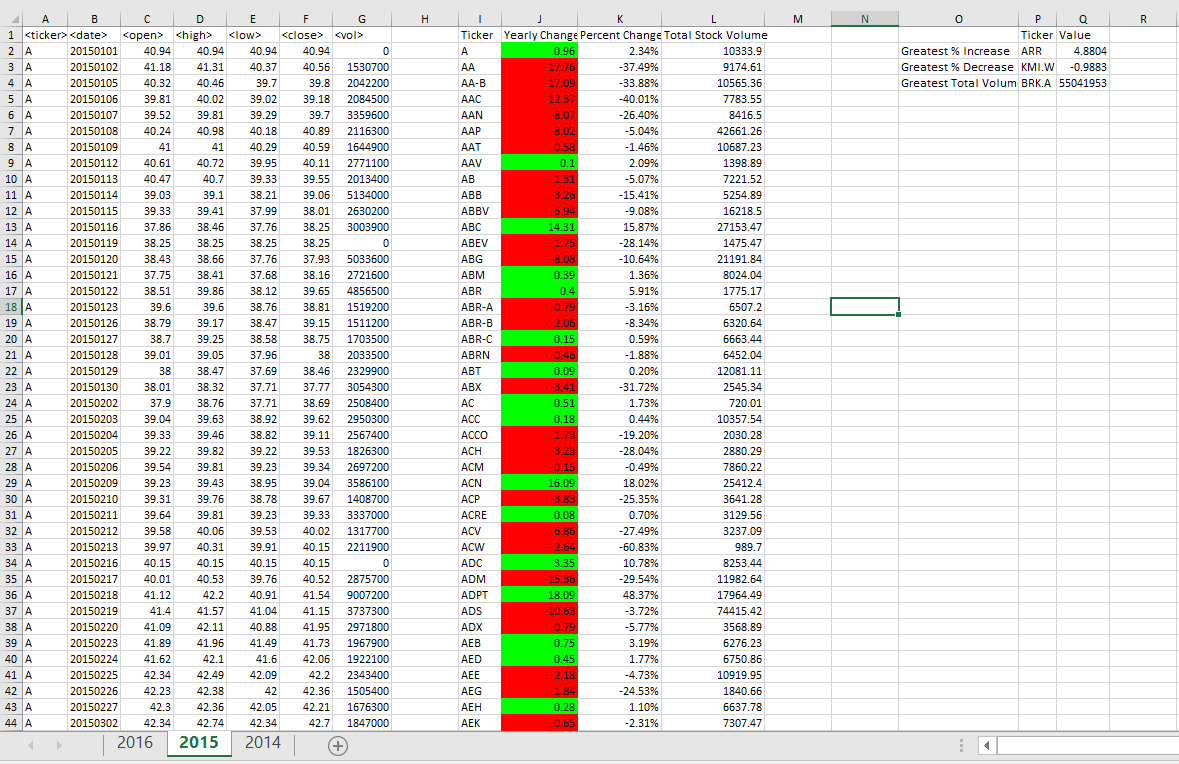 A B C D E F G H I J K L M N O P Q R
1 <ticker> <date> <open> <high> <low> <close> <vol> Ticker Yearly Change Percent Change Total Stock Volume Ticker Value
2 A 20150101 40.94 40.94 40.94 40.94 0 A 0.96 2.34% 10333.9 Greatest % Increase ARR 4.8804
3 A 20150102 41.18 41.31 40.37 40.56 1530700 AA -17.76 -37.49% 9174.61 Greatest % Decrease KMI.W -0.9883
4 A 20150105 40.32 40.46 39.7 39.8 2042200 AA-B -17.09 -33.88% 10565.36 Greatest Total Volum BRK.A 55041953
5 A 20150106 39.81 40.02 39.02 39.18 2084500 AAC -12.37 -40.01% 7783.55
6 A 20150107 39.52 39.81 39.29 39.7 3359600 AAN -8.07 -26.40% 8416.5
7 A 20150108 40.24 40.98 40.18 40.89 2116300 AAP -8.02 -5.04% 42661.26
8 A 20150109 41 41 40.29 40.59 1644900 AAT -0.58 -1.46% 10687.23
9 A 20150112 40.61 40.72 39.95 40.11 2771100 AAV 0.1 2.09% 1398.89
10 A 20150113 40.47 40.7 39.33 39.55 2013400 AB -1.31 -5.07% 7221.52
11 A 20150114 39.03 39.1 38.21 39.06 5134000 ABB -3.26 -15.41% 5254.89
12 A 20150115 39.33 39.41 37.99 38.01 2630200 ABBV -5.94 -9.08% 16218.5
13 A 20150116 37.86 38.46 37.76 38.25 3003900 ABC 14.31 15.87% 27153.47
14 A 20150119 38.25 38.25 38.25 38.25 0 ABEV -1.75 -28.14% 1475.47
15 A 20150120 38.43 38.66 37.76 37.93 5033600 ABG -8.08 -10.64% 21191.84
16 A 20150121 37.75 38.41 37.68 38.16 2721600 ABM 0.39 1.36% 8024.04
17 A 20150122 38.51 39.86 38.12 39.65 4856500 ABR 0.4 5.91% 1775.17
18 A 20150123 39.6 39.6 38.76 38.81 1519200 ABR-A -0.79 -3.16% 6507.2
19 A 20150126 38.79 39.17 38.47 39.15 1511200 ABR-B -2.06 -8.34% 6320.64
20 A 20150127 38.7 39.25 38.58 38.75 1703500 ABR-C 0.15 0.59% 6663.44
21 A 20150128 39.01 39.05 37.96 38 2033500 ABRN -0.46 -1.88% 6452.04
22 A 20150129 38 38.47 37.69 38.46 2329900 ABT 0.09 0.20% 12081.11
23 A 20150130 38.01 38.32 37.71 37.77 3054300 ABX -3.41 -31.72% 2545.34
24 A 20150202 37.9 38.76 37.71 38.69 2508400 AC 0.51 1.73% 720.01
25 A 20150203 39.04 39.63 38.92 39.62 2950300 ACC 0.18 0.44% 10357.54
26 A 20150204 39.33 39.46 38.82 39.11 2567400 ACCO -1.73 -19.20% 2030.28
27 A 20150205 39.22 39.82 39.22 39.53 1826300 ACH -3.23 -28.04% 2880.29
28 A 20150206 39.54 39.81 39.23 39.34 2697200 ACM -0.15 -0.49% 7860.22
29 A 20150209 39.23 39.43 38.95 39.04 3586100 ACN 16.09 18.02% 25412.4
30 A 20150210 39.31 39.76 38.78 39.67 1408700 ACP -3.83 -25.35% 3641.28
31 A 20150211 39.64 39.81 39.23 39.33 3337000 ACRE 0.08 0.70% 3129.56
32 A 20150212 39.58 40.06 39.53 40.02 1317700 ACV -6.86 -27.49% 3237.09
33 A 20150213 39.97 40.31 39.91 40.15 2211900 ACW -2.64 -60.83% 989.7
34 A 20150216 40.15 40.15 40.15 40.15 0 ADC 3.35 10.78% 8253.44
35 A 20150217 40.01 40.53 39.76 40.52 2875700 ADM -15.36 -29.54% 11982.64
36 A 20150218 41.12 42.2 40.91 41.54 9007200 ADPT 18.09 48.37% 17964.49
37 A 20150219 41.4 41.57 41.04 41.15 3737300 ADS -10.63 -3.72% 74415.42
38 A 20150220 41.09 42.11 40.88 41.95 2971800 ADX -0.79 -5.77% 3568.89
39 A 20150223 41.89 41.96 41.49 41.73 1967900 AEB 0.75 3.19% 6276.23
40 A 20150224 41.62 42.1 41.6 42.06 1922100 AED 0.45 1.77% 6750.86
41 A 20150225 42.34 42.49 42.09 42.2 2343400 AEE -2.18 -4.73% 10919.95
42 A 20150226 42.23 42.38 42 42.36 1505400 AEG -1.84 -24.53% 1840.66
43 A 20150227 42.3 42.36 42.05 42.21 1676300 AEH 0.28 1.10% 6637.78
44 A 20150302 42.34 42.74 42.34 42.7 1847000 AEK -0.65 -2.31% 7307.47
2016 2015 2014